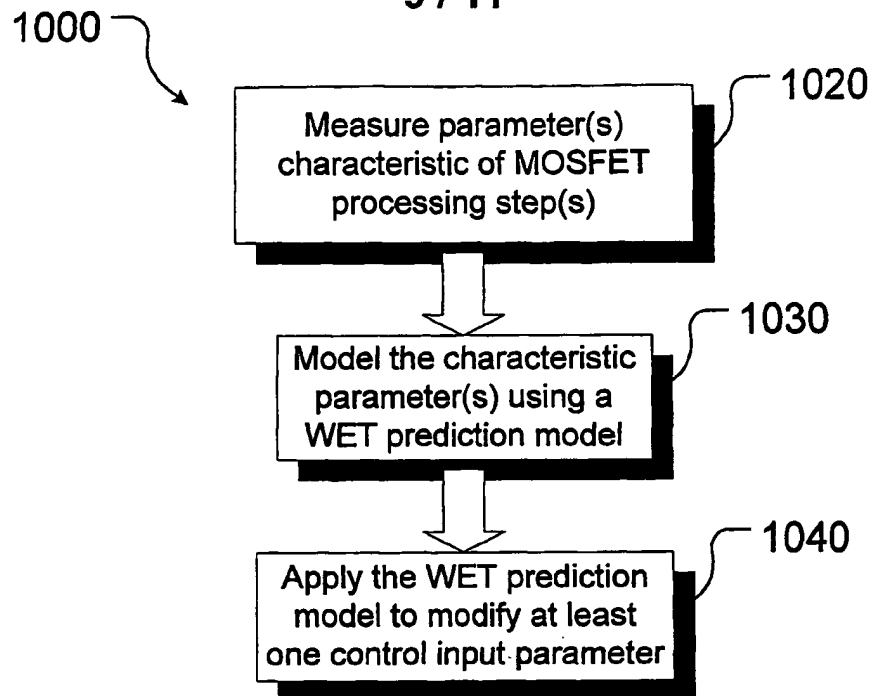 1000
1020
Measure parameter(s)
characteristic of MOSFET
processing step(s)
1030
Model the characteristic
parameter(s) using a
WET prediction model
1040
Apply the WET prediction
model to modify at least
one control input parameter